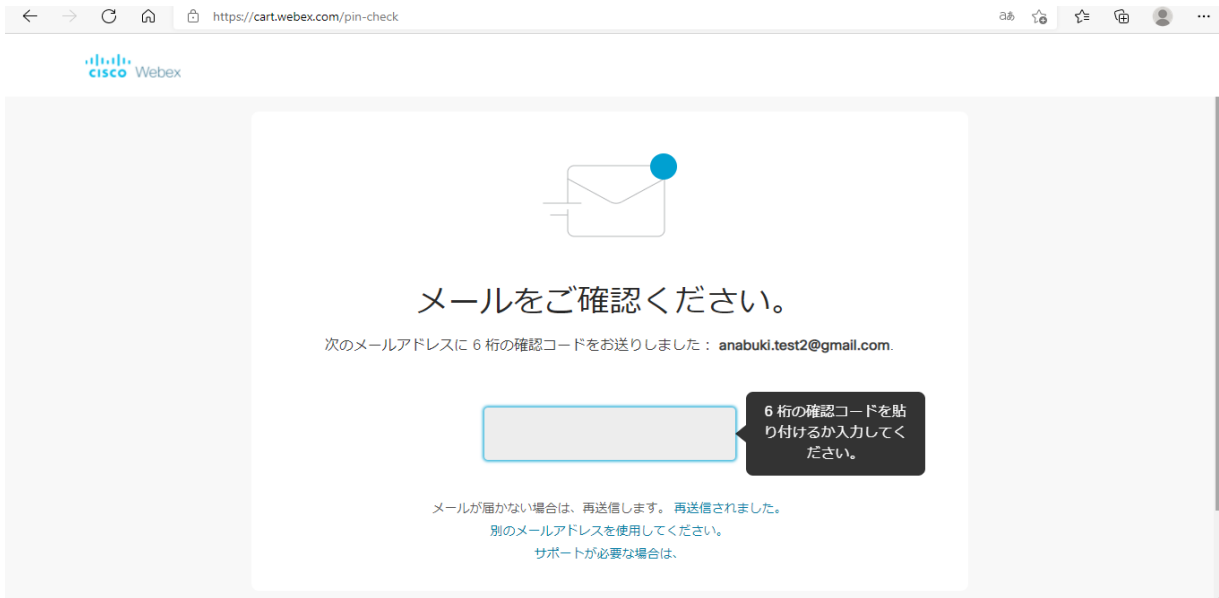 https://cart.webex.com/pin-check
aあ
cisco Webex
メールをご確認ください。
次のメールアドレスに 6 桁の確認コードをお送りしました： anabuki.test2@gmail.com.
6 桁の確認コードを貼
り付けるか入力してく
ださい。
メールが届かない場合は、再送信します。 再送信されました。
別のメールアドレスを使用してください。
サポートが必要な場合は、